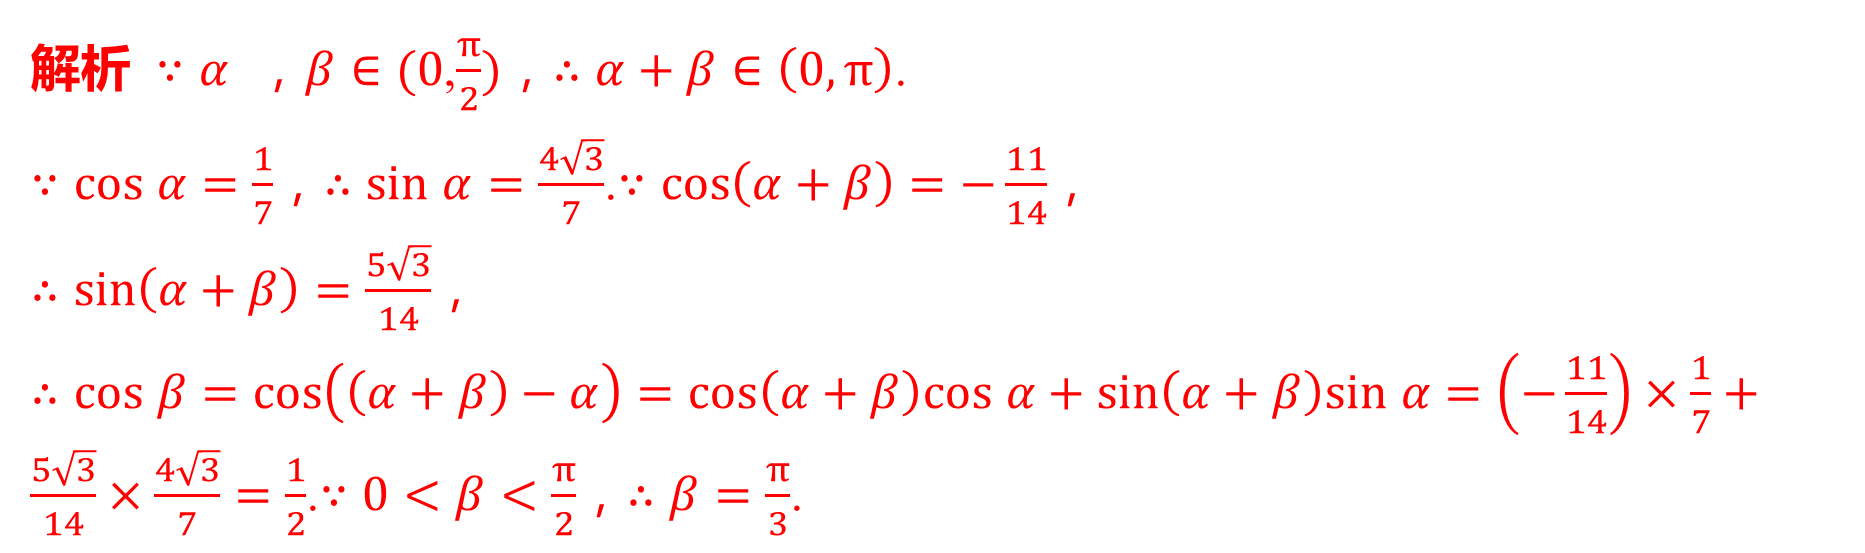 解析 ∵ α ，β ∈ (0,π/2)，∴ α + β ∈ (0, π).
∵ cos α = 1/7，∴ sin α = 4√3/7.∵ cos(α + β) = −11/14，
∴ sin(α + β) = 5√3/14，
∴ cos β = cos((α + β) − α) = cos(α + β)cos α + sin(α + β)sin α = (−11/14) × 1/7 +
5√3/14 × 4√3/7 = 1/2.∵ 0 < β < π/2，∴ β = π/3.